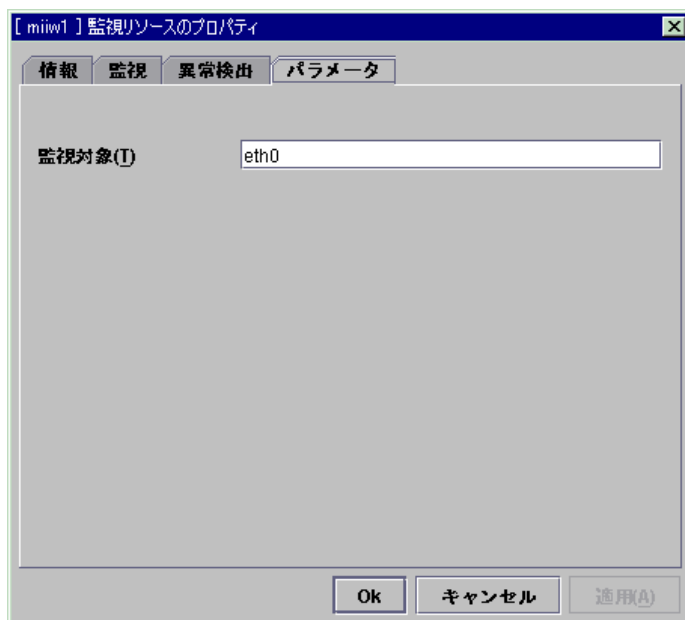 [ miiw1 ] 監視リソースのプロパティ
情報 監視 異常検出 パラメータ
監視対象(T) eth0
Ok キャンセル 適用(A)